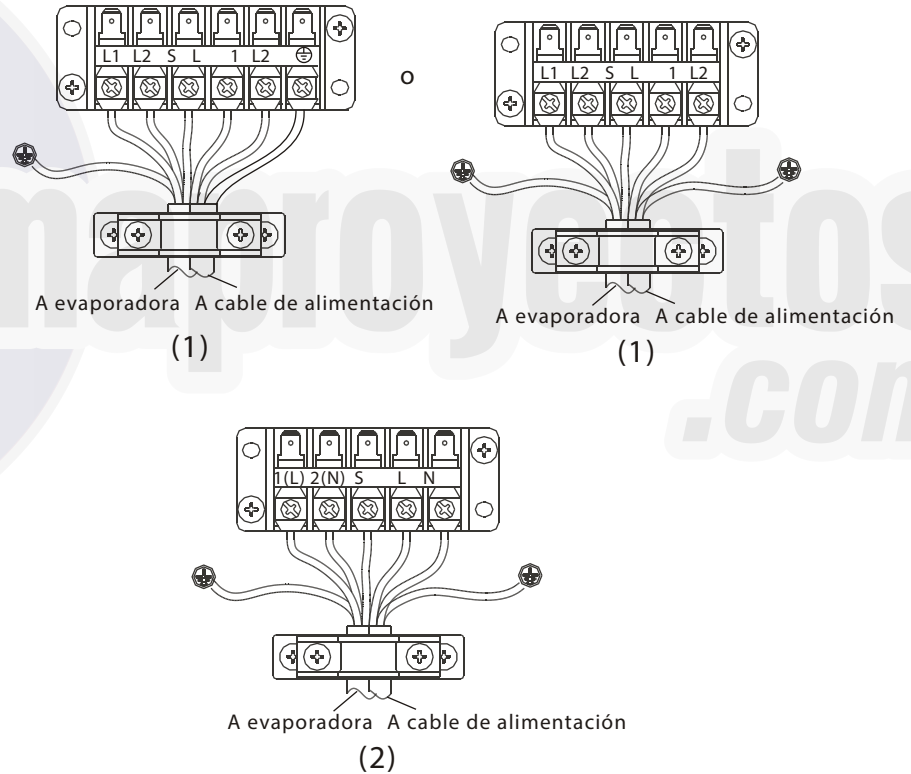 L1 L2 S L 1 L2
o
L1 L2 S L 1 L2
A evaporadora A cable de alimentación
(1)
A evaporadora A cable de alimentación
(1)
1(L) 2(N) S L N
A evaporadora A cable de alimentación
(2)
maproyectos
.com